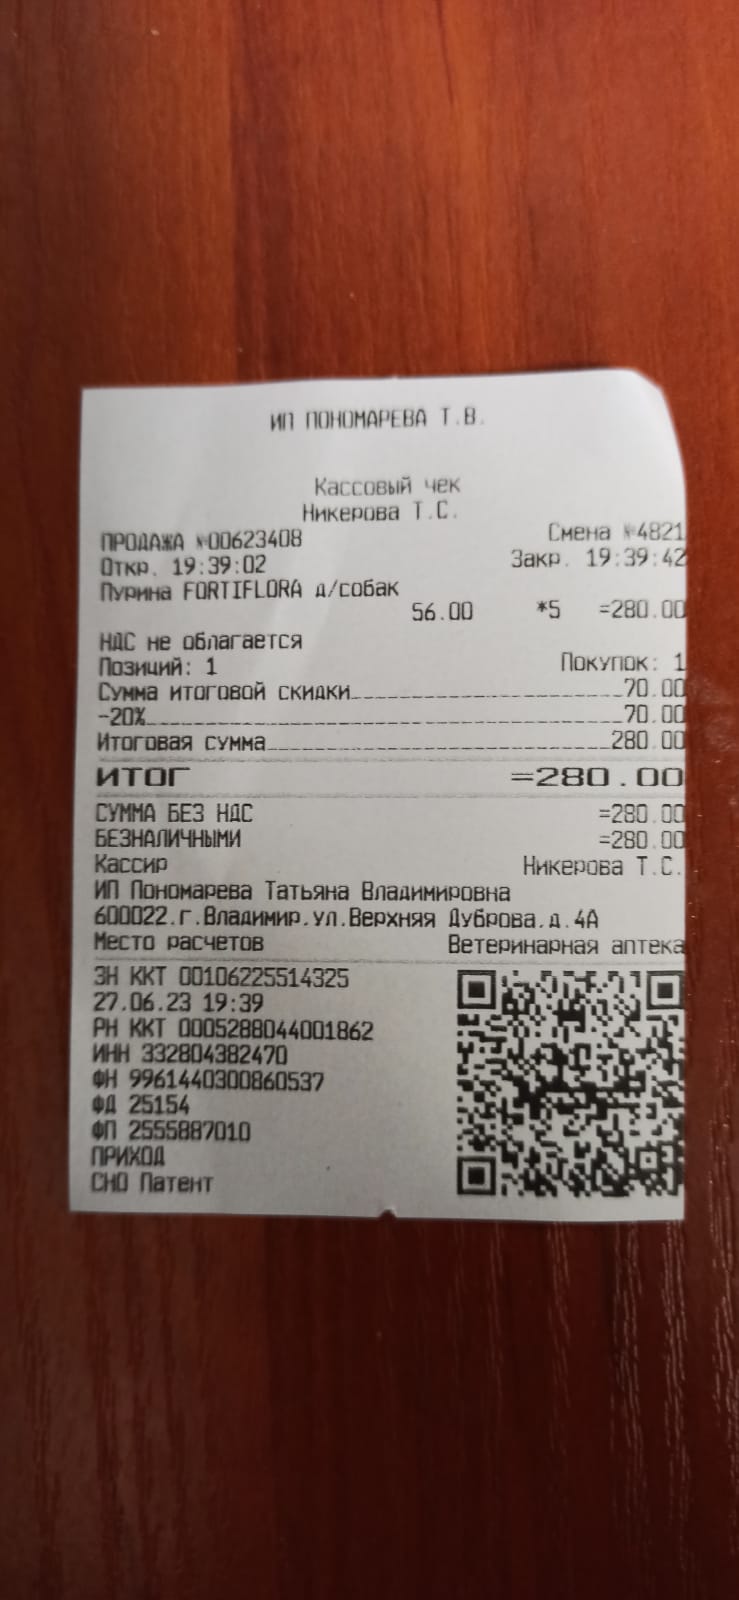 ИП ПОНОМАРЕВА Т.В.
Кассовый чек
Никерова Т.С.
ПРОДАЖА №00623408 Смена №4821
Откр. 19:39:02 Закр. 19:39:42
Пурина FORTIFLORA д/собак
56.00 *5 =280.00
НДС не облагается
Позиций: 1 Покупок: 1
Сумма итоговой скидки 70.00
-20% 70.00
Итоговая сумма 280.00
ИТОГ =280.00
СУММА БЕЗ НДС =280.00
БЕЗНАЛИЧНЫМИ =280.00
Кассир Никерова Т.С.
ИП Пономарева Татьяна Владимировна
600022.г.Владимир.ул.Верхняя Дуброва.д.4А
Место расчетов Ветеринарная аптека
ЗН ККТ 00106225514325
27.06.23 19:39
РН ККТ 0005288044001862
ИНН 332804382470
ФН 9961440300860537
ФД 25154
ФП 2555887010
ПРИХОД
СНО Патент